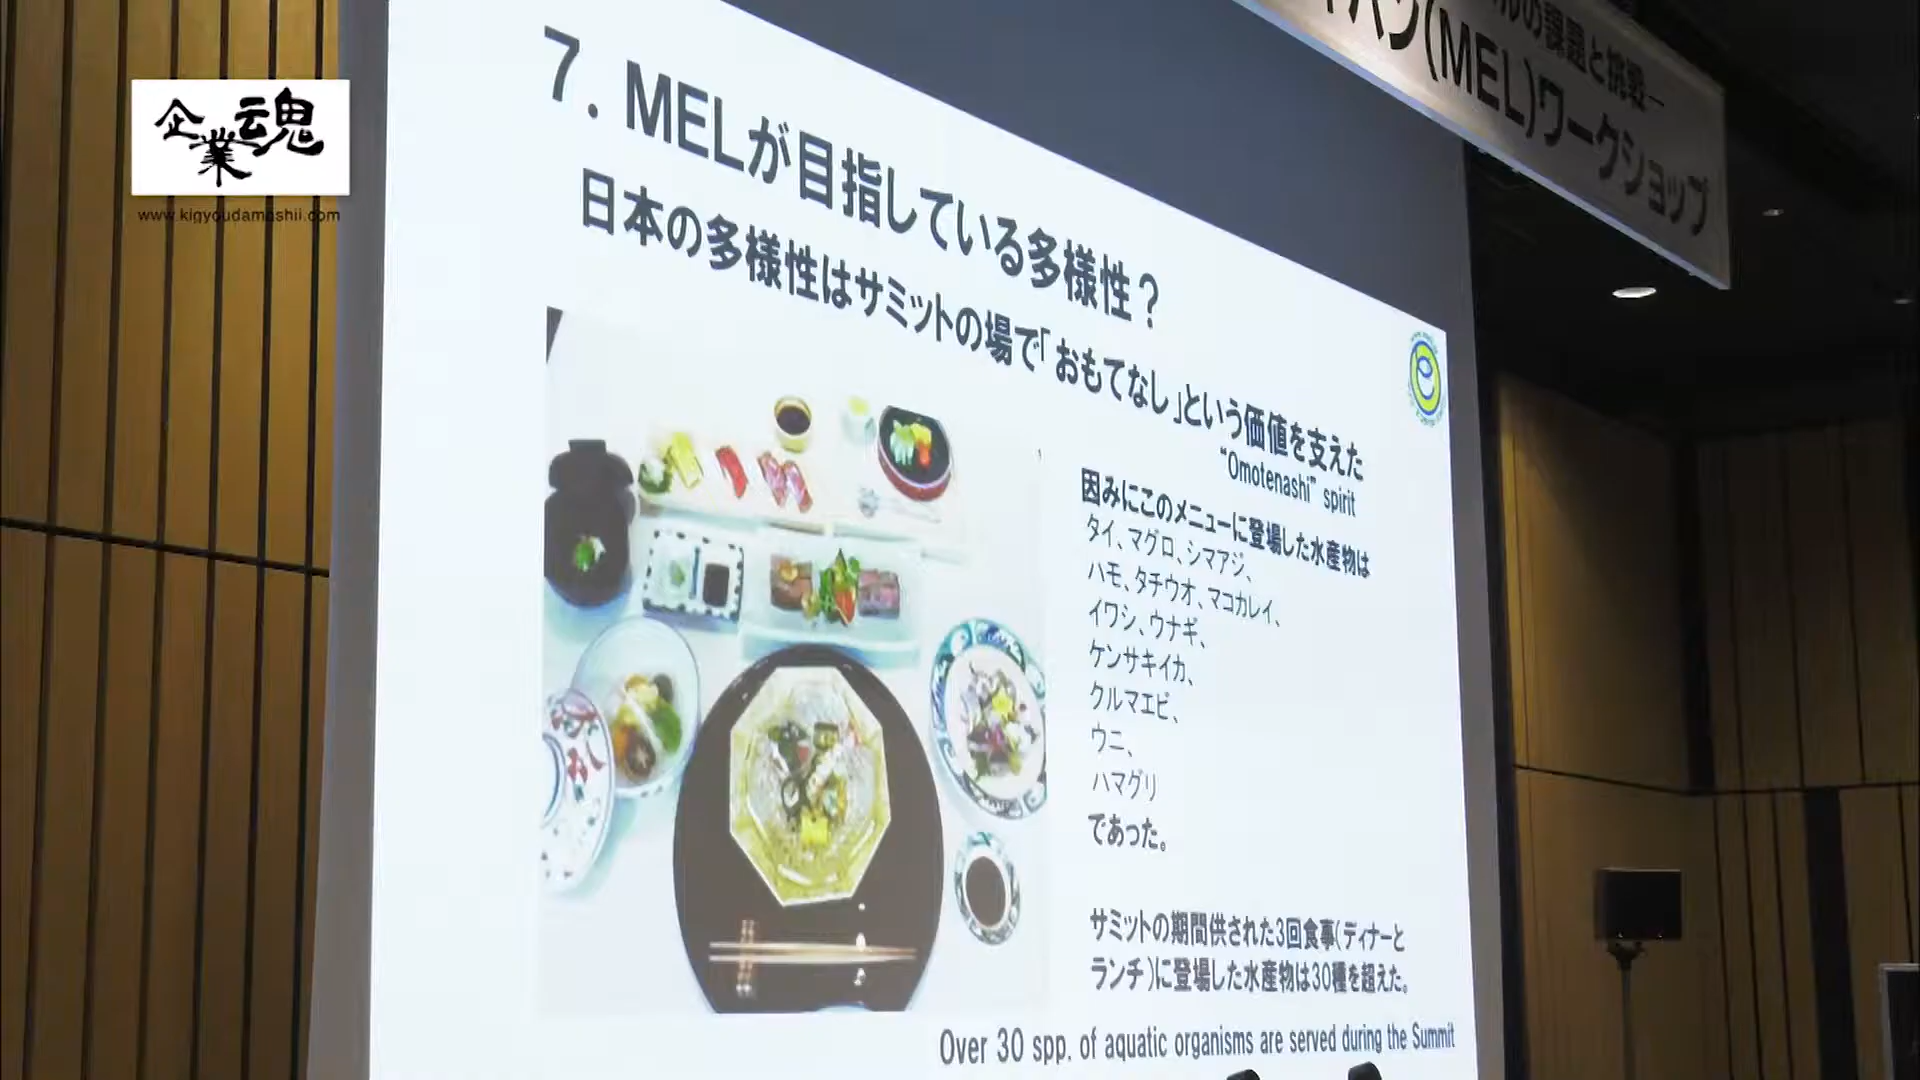 企業魂
www.kigyoudamashii.com
ルの課題と挑戦―
パン(MEL)ワークショップ
7. MELが目指している多様性?
日本の多様性はサミットの場で「おもてなし」という価値を支えた
"Omotenashi" spirit
因みにこのメニューに登場した水産物は
タイ、マグロ、シマアジ、
ハモ、タチウオ、マコカレイ、
イワシ、ウナギ、
ケンサキイカ、
クルマエビ、
ウニ、
ハマグリ
であった。
サミットの期間供された3回食事(ディナーと
ランチ)に登場した水産物は30種を超えた。
Over 30 spp. of aquatic organisms are served during the Summit